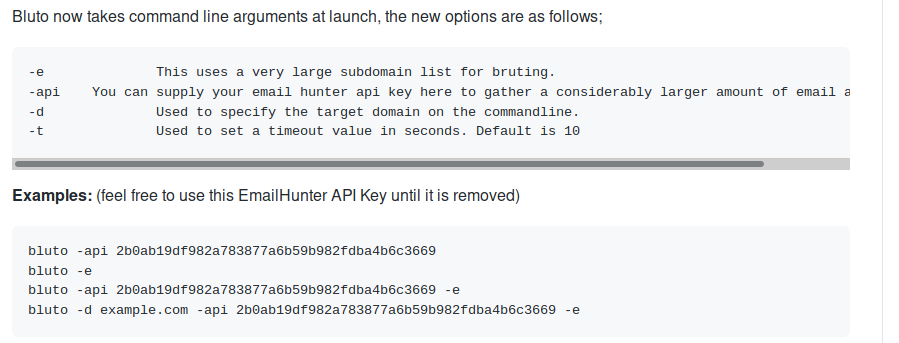 Bluto now takes command line arguments at launch, the new options are as follows;
-e This uses a very large subdomain list for bruting.
-api You can supply your email hunter api key here to gather a considerably larger amount of email a
-d Used to specify the target domain on the commandline.
-t Used to set a timeout value in seconds. Default is 10
Examples: (feel free to use this EmailHunter API Key until it is removed)
bluto -api 2b0ab19df982a783877a6b59b982fdba4b6c3669
bluto -e
bluto -api 2b0ab19df982a783877a6b59b982fdba4b6c3669 -e
bluto -d example.com -api 2b0ab19df982a783877a6b59b982fdba4b6c3669 -e